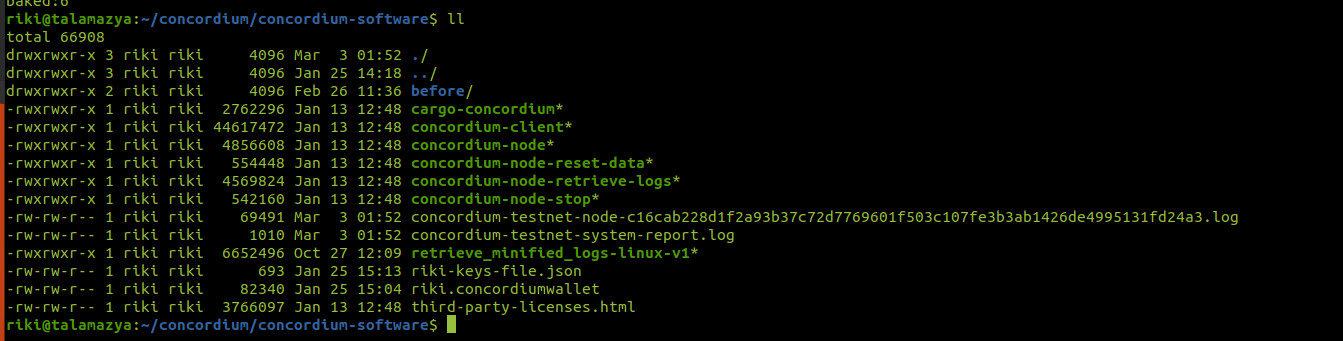 baked:6
riki@talamazya:~/concordium/concordium-software$ ll
total 66908
drwxrwxr-x 3 riki riki     4096 Mar  3 01:52 ./
drwxrwxr-x 3 riki riki     4096 Jan 25 14:18 ../
drwxrwxr-x 2 riki riki     4096 Feb 26 11:36 before/
-rwxrwxr-x 1 riki riki  2762296 Jan 13 12:48 cargo-concordium*
-rwxrwxr-x 1 riki riki 44617472 Jan 13 12:48 concordium-client*
-rwxrwxr-x 1 riki riki  4856608 Jan 13 12:48 concordium-node*
-rwxrwxr-x 1 riki riki   554448 Jan 13 12:48 concordium-node-reset-data*
-rwxrwxr-x 1 riki riki  4569824 Jan 13 12:48 concordium-node-retrieve-logs*
-rwxrwxr-x 1 riki riki   542160 Jan 13 12:48 concordium-node-stop*
-rw-rw-r-- 1 riki riki    69491 Mar  3 01:52 concordium-testnet-node-c16cab228d1f2a93b37c72d7769601f503c107fe3b3ab1426de4995131fd24a3.log
-rw-rw-r-- 1 riki riki     1010 Mar  3 01:52 concordium-testnet-system-report.log
-rwxrwxr-x 1 riki riki  6652496 Oct 27 12:09 retrieve_minified_logs-linux-v1*
-rw-rw-r-- 1 riki riki      693 Jan 25 15:13 riki-keys-file.json
-rw-rw-r-- 1 riki riki    82340 Jan 25 15:04 riki.concordiumwallet
-rw-rw-r-- 1 riki riki  3766097 Jan 13 12:48 third-party-licenses.html
riki@talamazya:~/concordium/concordium-software$